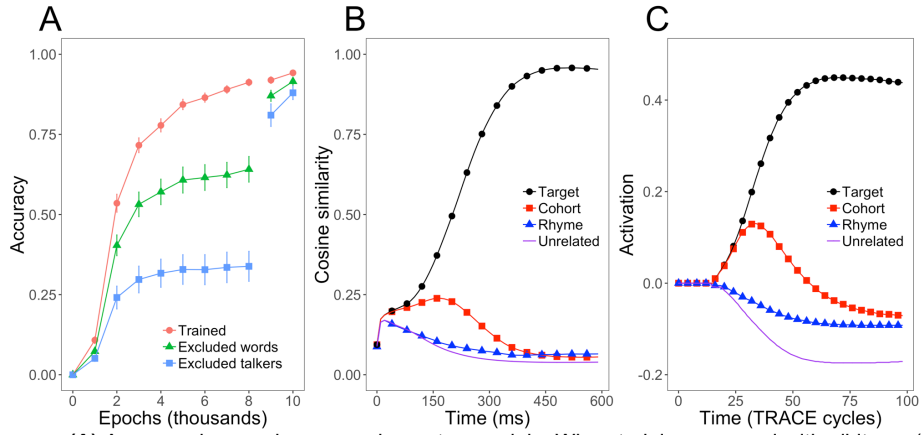 A
B
C
Accuracy
1.00
0.75
0.50
0.25
0.00
Trained
Excluded words
Excluded talkers
0 2 4 6 8 10
Epochs (thousands)
Cosine similarity
1.00
0.75
0.50
0.25
0.00
Target
Cohort
Rhyme
Unrelated
0 150 300 450 600
Time (ms)
Activation
0.4
0.2
0.0
-0.2
Target
Cohort
Rhyme
Unrelated
0 25 50 75 100
Time (TRACE cycles)